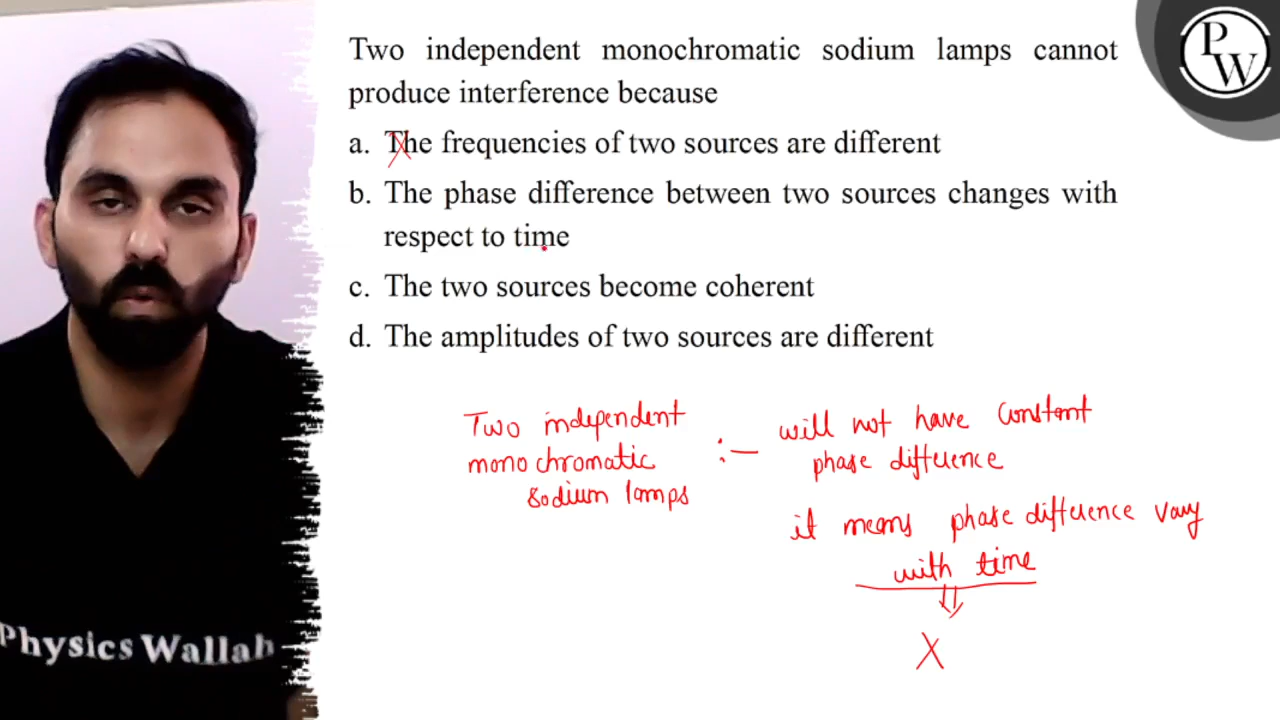 Two independent monochromatic sodium lamps cannot
produce interference because
a. The frequencies of two sources are different
b. The phase difference between two sources changes with
respect to time
c. The two sources become coherent
d. The amplitudes of two sources are different
Two independent
mono chromatic
sodium lamps
:-
will not have constant
phase difference
it means phase difference vary
with time
X
Physics Wallah
P
W